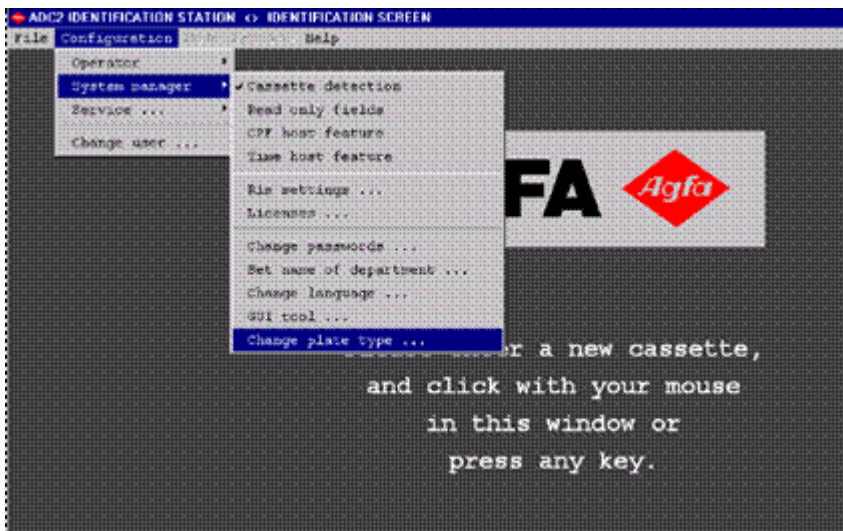 ADC2 IDENTIFICATION STATION <> IDENTIFICATION SCREEN
File Configuration Help
Operator
System manager
Service ...
Change user ...
Cassette detection
Read only fields
CPF host feature
Time host feature
Ris settings ...
Licenses ...
Change passwords ...
Set name of department ...
Change language ...
GUI tool ...
Change plate type ...
FA
Agfa
a new cassette,
and click with your mouse
in this window or
press any key.